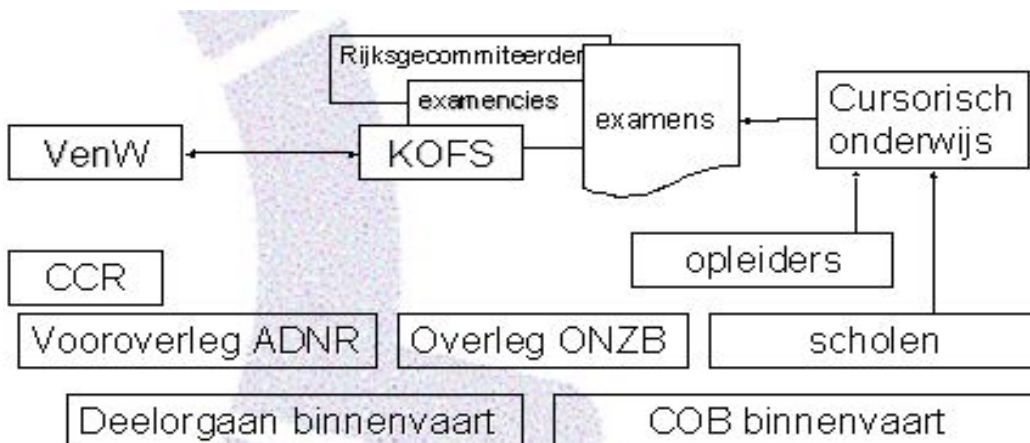 Rijksgecommiteerden
examencies
examens
Cursorisch
onderwijs
VenW
KOFS
opleiders
CCR
Vooroverleg ADNR
Overleg ONZB
scholen
Deelorgaan binnenvaart
COB binnenvaart